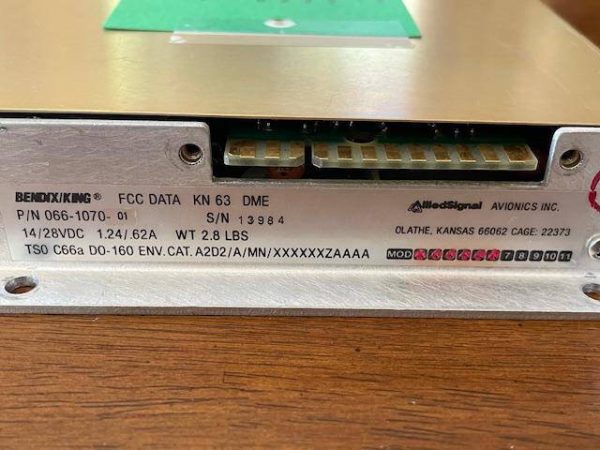 BENDIX/KING® FCC DATA KN 63 DME
P/N 066-1070-01 S/N 13984
14/28VDC 1.24/.62A WT 2.8 LBS
TSO C66a DO-160 ENV.CAT. A2D2/A/MN/XXXXXXZAAAA
AlliedSignal AVIONICS INC.
OLATHE, KANSAS 66062 CAGE: 22373
MOD 7 8 9 10 11